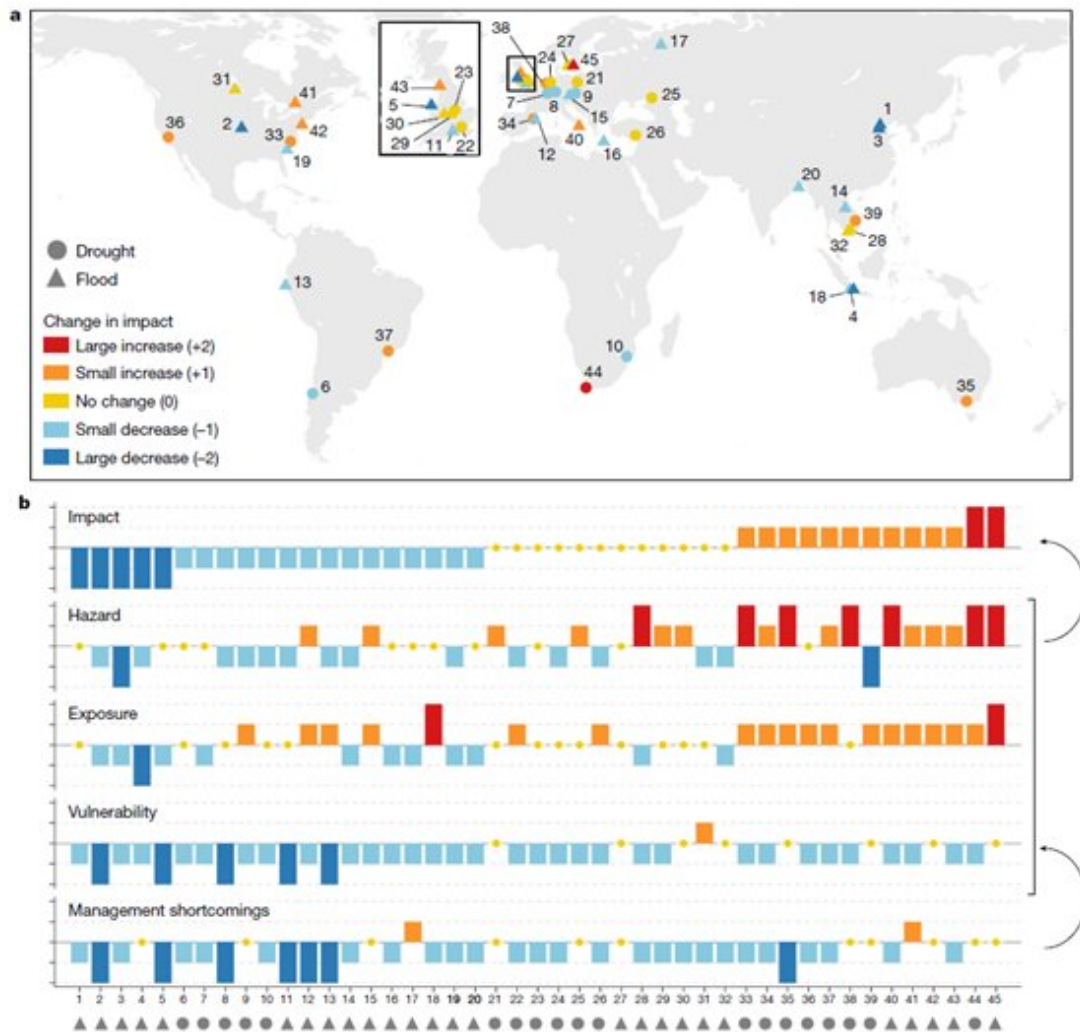 a
38
27
45
17
24
43
23
21
31
5
7
8
9
25
41
1
30
15
36
2
42
34
40
26
33
3
29
11
22
12
16
19
20
14
39
Drought
32
28
Flood
13
18
4
Change in impact
Large increase (+2)
37
10
Small increase (+1)
44
No change (0)
6
35
Small decrease (–1)
Large decrease (–2)
b
Impact
Hazard
Exposure
Vulnerability
Management shortcomings
1 2 3 4 5 6 7 8 9 10 11 12 13 14 15 16 17 18 19 20 21 22 23 24 25 26 27 28 29 30 31 32 33 34 35 36 37 38 39 40 41 42 43 44 45